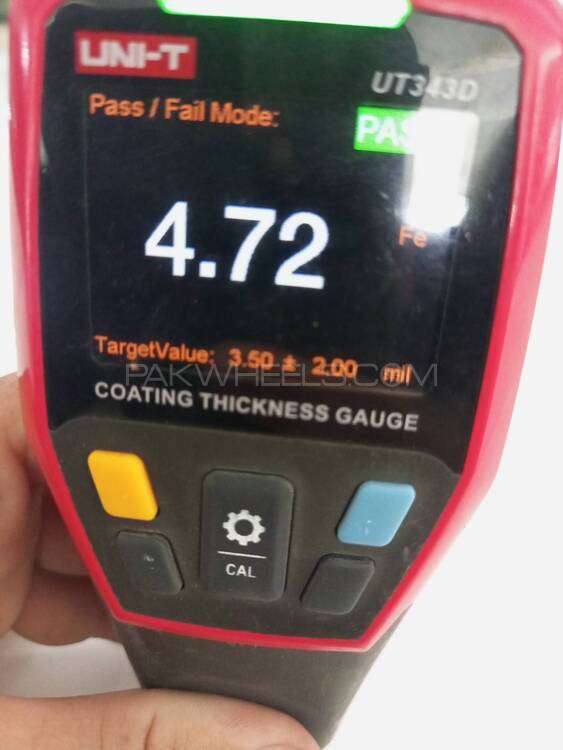 UNI-T
UT343D
Pass / Fail Mode:
4.72
Fe
TargetValue: 3.50 ± 2.00 mil
PAKWHEELS.COM
COATING THICKNESS GAUGE
CAL